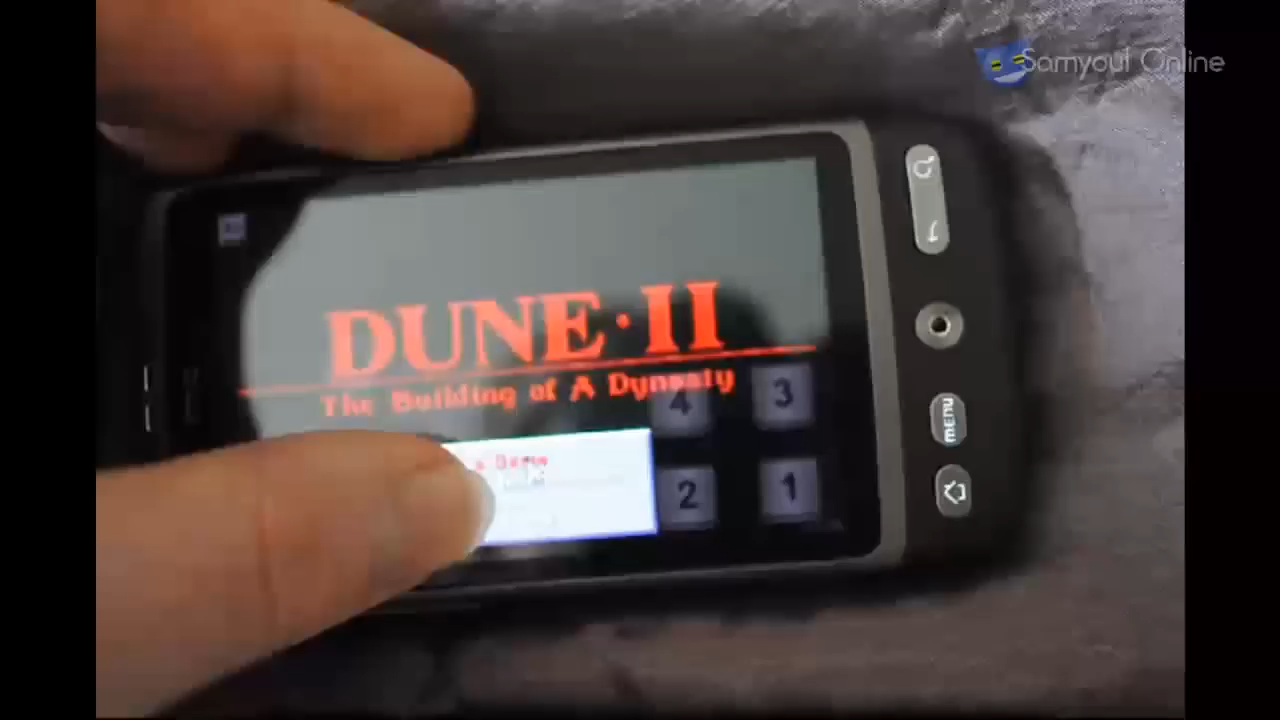 Samyoul Online
DUNE·II
The Building of A Dynasty
4 3
2 1
menu